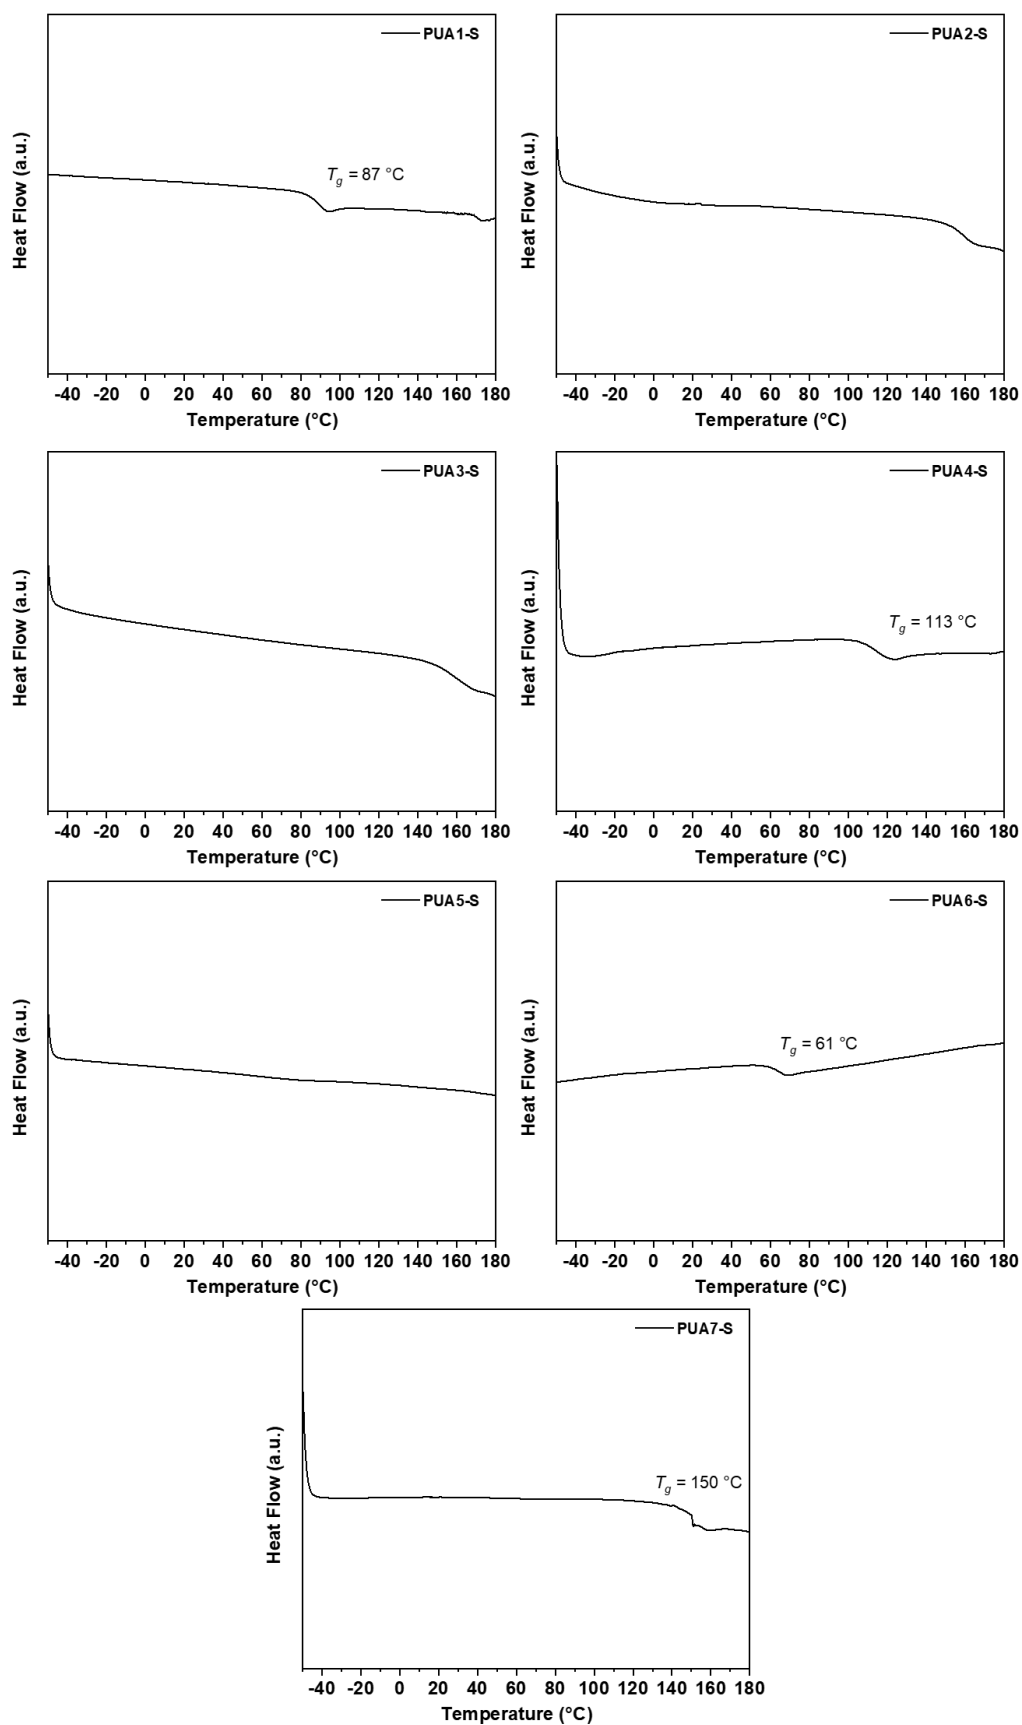 PUA1-S
Heat Flow (a.u.)
Tg = 87 °C
-40 -20 0 20 40 60 80 100 120 140 160 180
Temperature (°C)
PUA2-S
Heat Flow (a.u.)
-40 -20 0 20 40 60 80 100 120 140 160 180
Temperature (°C)
PUA3-S
Heat Flow (a.u.)
-40 -20 0 20 40 60 80 100 120 140 160 180
Temperature (°C)
PUA4-S
Heat Flow (a.u.)
Tg = 113 °C
-40 -20 0 20 40 60 80 100 120 140 160 180
Temperature (°C)
PUA5-S
Heat Flow (a.u.)
-40 -20 0 20 40 60 80 100 120 140 160 180
Temperature (°C)
PUA6-S
Heat Flow (a.u.)
Tg = 61 °C
-40 -20 0 20 40 60 80 100 120 140 160 180
Temperature (°C)
PUA7-S
Heat Flow (a.u.)
Tg = 150 °C
-40 -20 0 20 40 60 80 100 120 140 160 180
Temperature (°C)